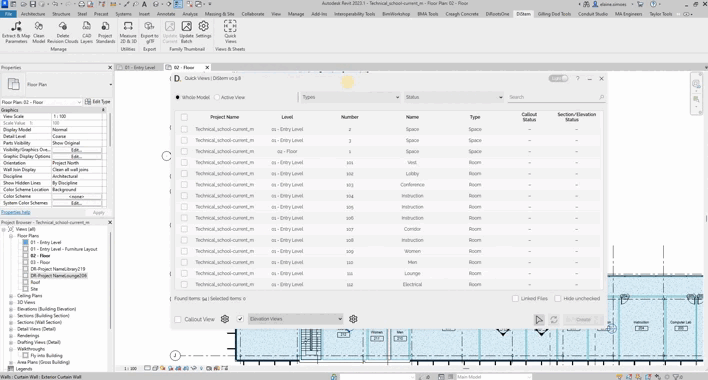 Autodesk Revit 2023.1 - Technical_school-current_m - Floor Plan: 02 - Floor
File Architecture Structure Steel Precast Systems Insert Annotate Analyze Massing & Site Collaborate View Manage Add-Ins Interoperability Tools BimWorkshop BMA Tools Creagh Concrete DiRootsOne DiStem Gilling Dod Tools Conduit Tools MA-Engineers Taylor Tools
Extract & Map Parameters
Clean Model
Delete Revision Clouds
CAD Layers
Project Standards
Measure 2D & 3D
Export to glTF
Update Current
Update Batch
Settings
Quick Views
Manage Utilities Export Family Thumbnail Views & Sheets
Properties
01 - Entry Level
02 - Floor
Floor Plan
Floor Plan: 02 - Floor Edit Type
Graphics
View Scale 1 : 100
Scale Value 1: 100
Display Model Normal
Detail Level Coarse
Parts Visibility Show Original
Visibility/Graphics Ove... Edit...
Graphic Display Options Edit...
Orientation Project North
Wall Join Display Clean all wall joins
Discipline Architectural
Show Hidden Lines By Discipline
Color Scheme Location Background
Color Scheme <none>
System Color Schemes Edit...
Properties help Apply
Project Browser - Technical_school-current_m
Views (all)
Floor Plans
01 - Entry Level
01 - Entry Level - Furniture Layout
02 - Floor
03 - Floor
DR-Project NameLibrary219
DR-Project NameLounge206
Roof
Site
Ceiling Plans
3D Views
Elevations (Building Elevation)
Sections (Building Section)
Sections (Wall Section)
Detail Views (Detail)
Renderings
Drafting Views (Detail)
Walkthroughs
Fly into Building
Area Plans (Gross Building)
Legends
Quick Views | DiStem v0.9.8
Whole Model Active View Types Status Search
Project Name Level Number Name Type Callout Status Section/Elevation Status
Technical_school-current_m 01 - Entry Level 2 Space Space – –
Technical_school-current_m 01 - Entry Level 3 Space Space – –
Technical_school-current_m 02 - Floor 1 Space Space – –
Technical_school-current_m 01 - Entry Level 101 Vest. Room – –
Technical_school-current_m 01 - Entry Level 102 Lobby Room – –
Technical_school-current_m 01 - Entry Level 103 Conference Room – –
Technical_school-current_m 01 - Entry Level 104 Instruction Room – –
Technical_school-current_m 01 - Entry Level 105 Instruction Room – –
Technical_school-current_m 01 - Entry Level 106 Instruction Room – –
Technical_school-current_m 01 - Entry Level 107 Corridor Room – –
Technical_school-current_m 01 - Entry Level 108 Instruction Room – –
Technical_school-current_m 01 - Entry Level 109 Women Room – –
Technical_school-current_m 01 - Entry Level 110 Men Room – –
Technical_school-current_m 01 - Entry Level 111 Lounge Room – –
Technical_school-current_m 01 - Entry Level 112 Electrical Room – –
Found items: 94 | Selected items: 0 Linked Files Hide unchecked
Callout View Elevation Views Create
Instruction
Computer Lab
Women
Men
J
1 : 100
Main Model
Walls : Curtain Wall : Exterior Curtain Wall